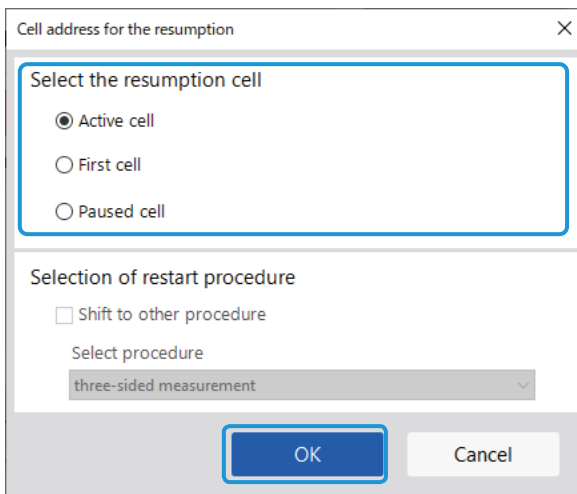 Cell address for the resumption
Select the resumption cell
Active cell
First cell
Paused cell
Selection of restart procedure
Shift to other procedure
Select procedure
three-sided measurement
OK Cancel